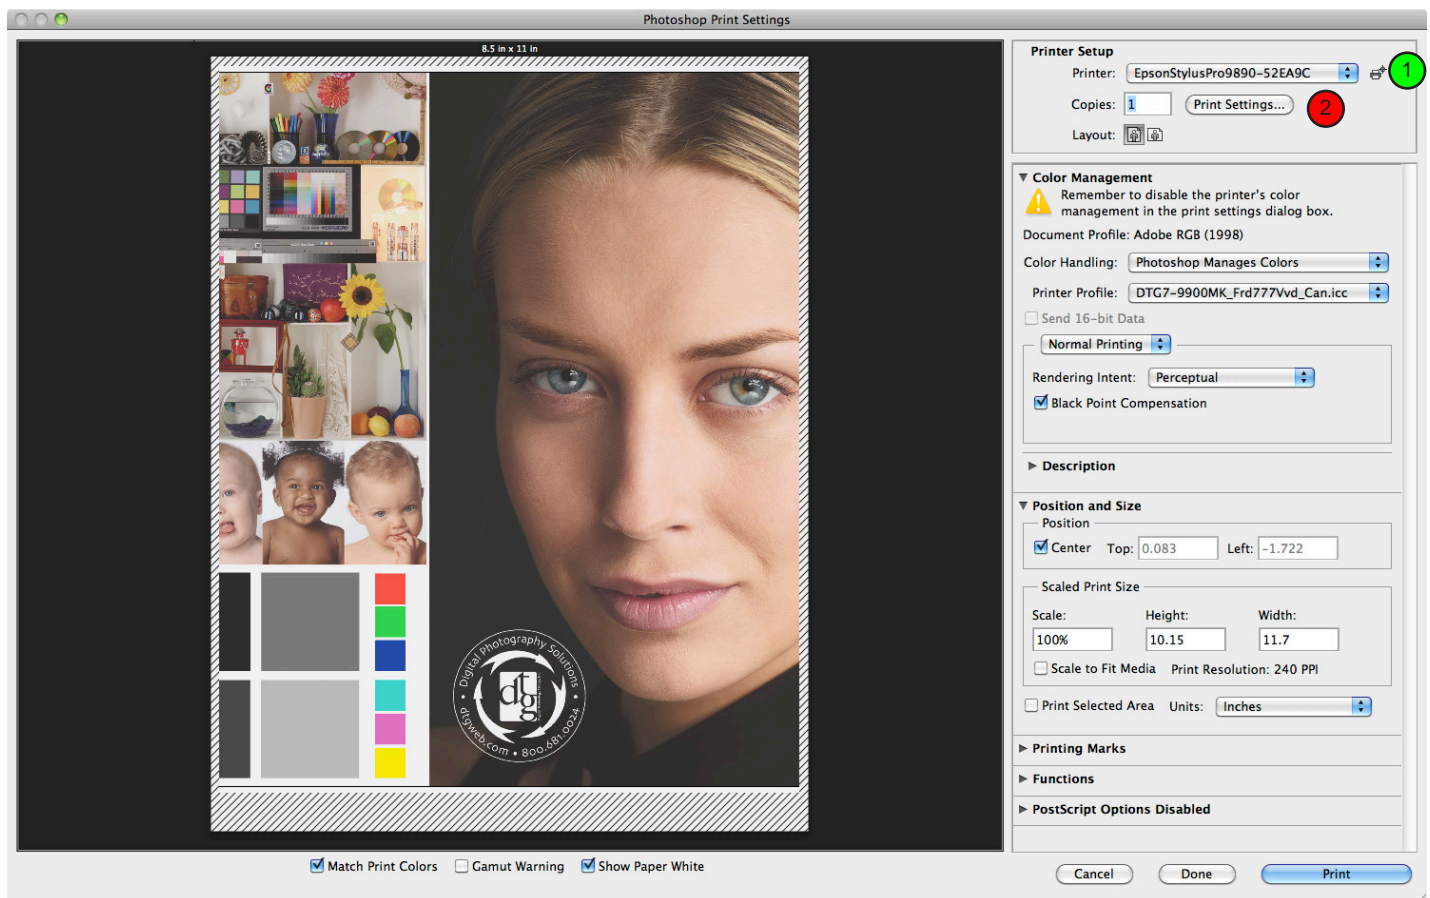 Photoshop Print Settings
8.5 in x 11 in
Printer Setup
Printer: EpsonStylusPro9890-52EA9C
1
Copies: 1 Print Settings...
2
Layout:
Color Management
Remember to disable the printer's color
management in the print settings dialog box.
Document Profile: Adobe RGB (1998)
Color Handling: Photoshop Manages Colors
Printer Profile: DTG7-9900MK_Frd777Vvd_Can.icc
Send 16-bit Data
Normal Printing
Rendering Intent: Perceptual
Black Point Compensation
Description
Position and Size
Position
Center Top: 0.083 Left: -1.722
Scaled Print Size
Scale: Height: Width:
100% 10.15 11.7
Scale to Fit Media Print Resolution: 240 PPI
Print Selected Area Units: Inches
Printing Marks
Functions
PostScript Options Disabled
Digital Photography Solutions
dtg
dtgweb.com • 800.681.0024
Match Print Colors Gamut Warning Show Paper White
Cancel Done Print